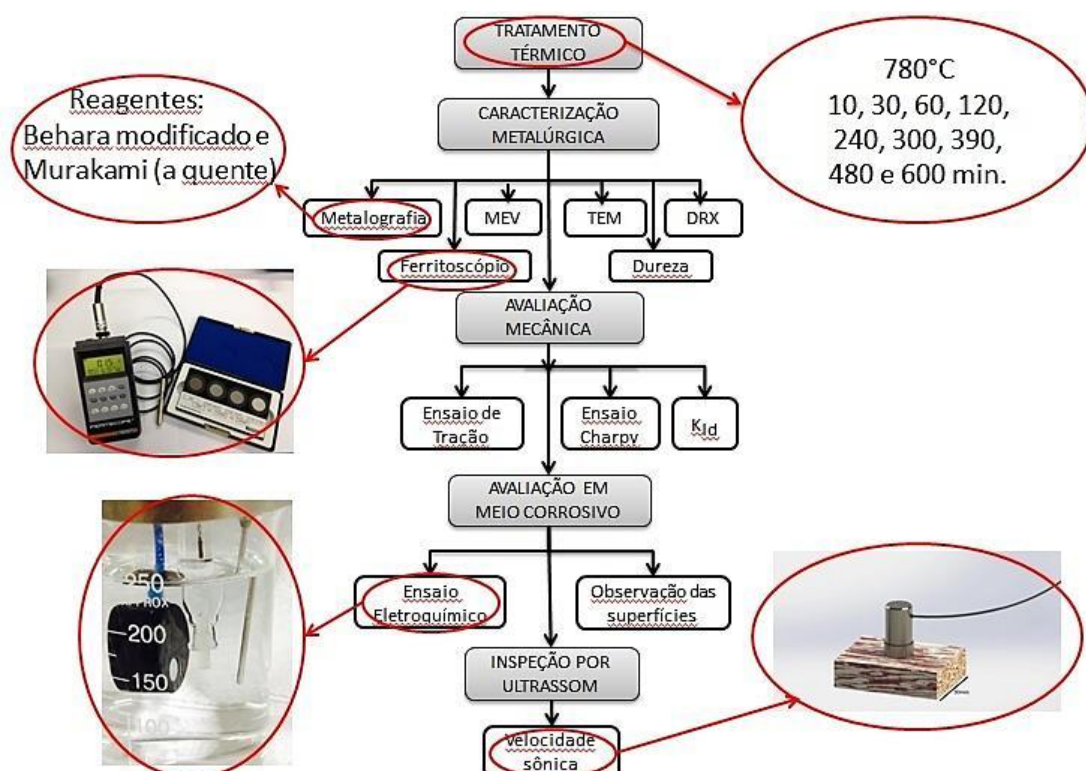 TRATAMENTO
TÉRMICO
780°C
10, 30, 60, 120,
240, 300, 390,
480 e 600 min.
Reagentes:
Behara modificado e
Murakami (a quente)
CARACTERIZAÇÃO
METALÚRGICA
Metalografia
MEV
TEM
DRX
Ferritoscópio
Dureza
AVALIAÇÃO
MECÂNICA
Ensaio de
Tração
Ensaio
Charpy
KId
AVALIAÇÃO EM
MEIO CORROSIVO
Ensaio
Eletroquímico
Observação das
superfícies
250
200
150
100
INSPEÇÃO POR
ULTRASSOM
Velocidade
sônica